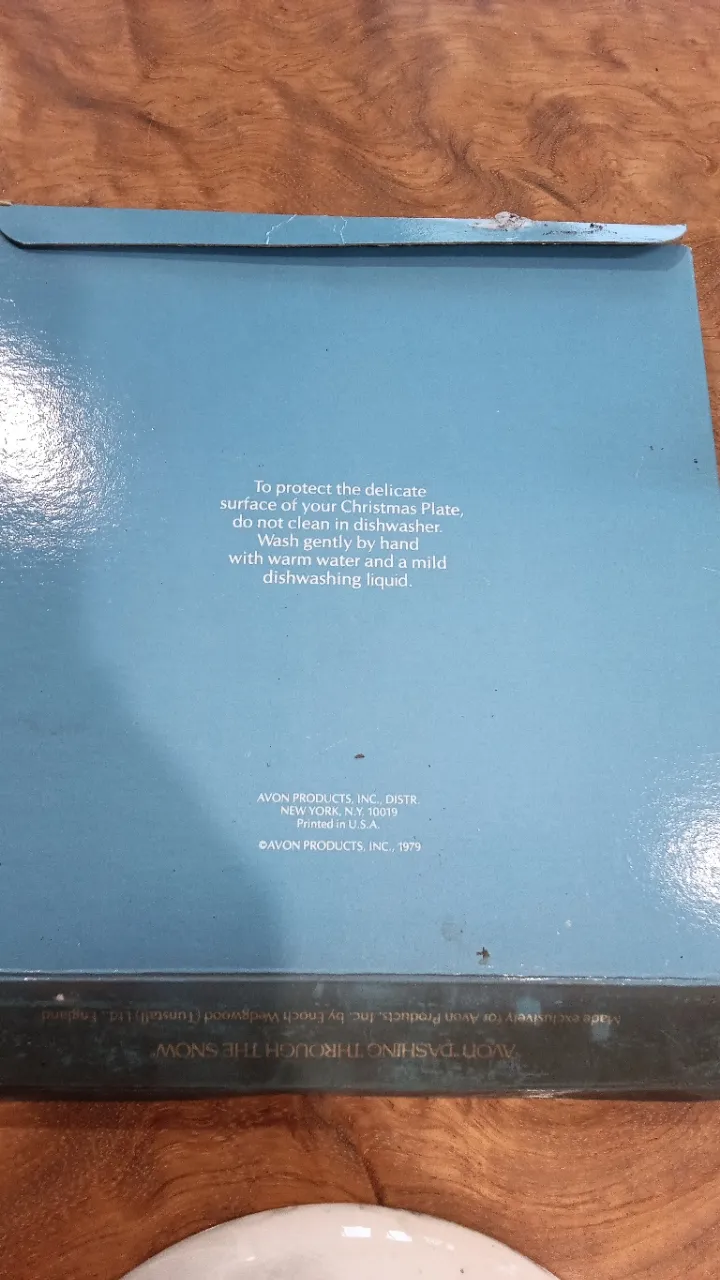 To protect the delicate
surface of your Christmas Plate,
do not clean in dishwasher.
Wash gently by hand
with warm water and a mild
dishwashing liquid.
AVON PRODUCTS, INC., DISTR.
NEW YORK, N.Y. 10019
Printed in U.S.A.
©AVON PRODUCTS, INC., 1979
AVON "DASHING THROUGH THE SNOW"
Made exclusively for Avon Products, Inc. by Enoch Wedgwood (Tunstall) Ltd., England